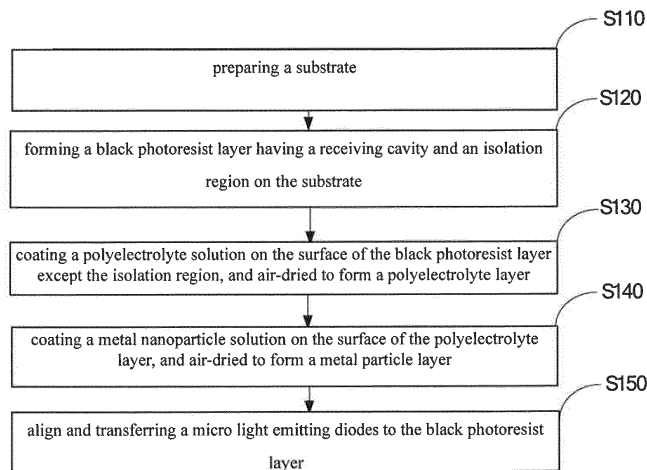 S110
preparing a substrate
S120
forming a black photoresist layer having a receiving cavity and an isolation
region on the substrate
S130
coating a polyelectrolyte solution on the surface of the black photoresist layer
except the isolation region, and air-dried to form a polyelectrolyte layer
S140
coating a metal nanoparticle solution on the surface of the polyelectrolyte
layer, and air-dried to form a metal particle layer
S150
align and transferring a micro light emitting diodes to the black photoresist
layer